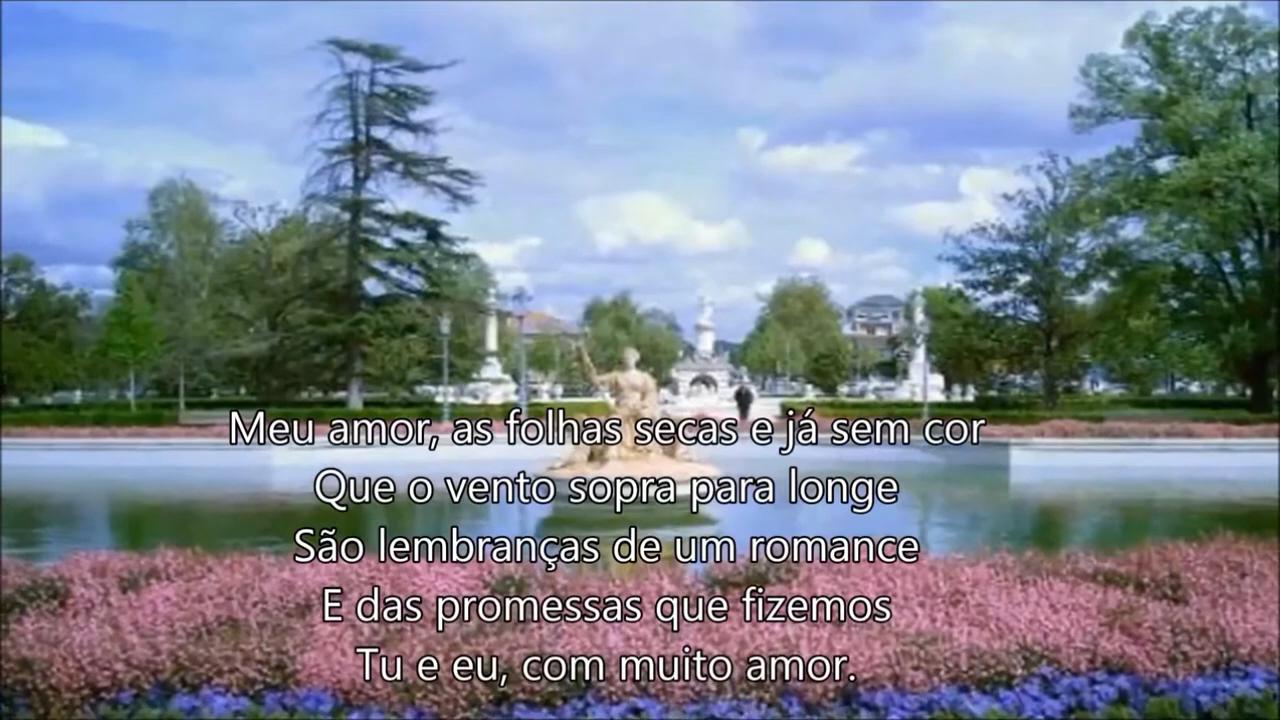 Meu amor, as folhas secas e já sem cor
Que o vento sopra para longe
São lembranças de um romance
E das promessas que fizemos
Tu e eu, com muito amor.